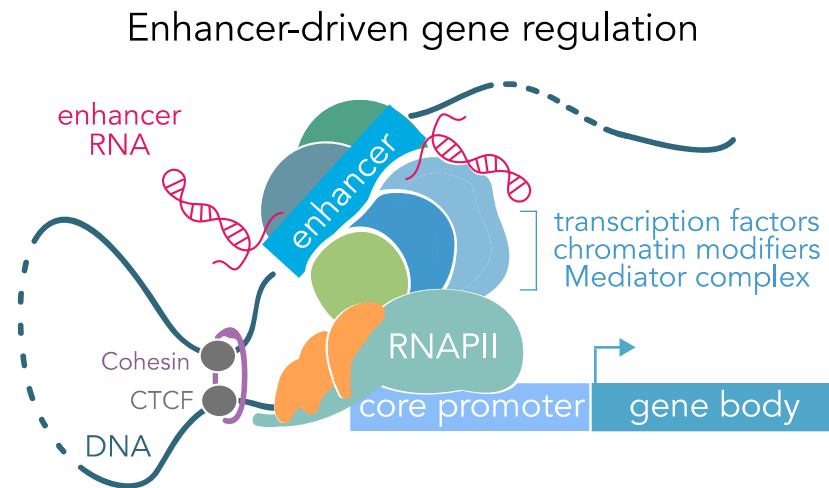 Enhancer-driven gene regulation
enhancer
RNA
enhancer
transcription factors
chromatin modifiers
Mediator complex
RNAPII
Cohesin
CTCF
core promoter
gene body
DNA